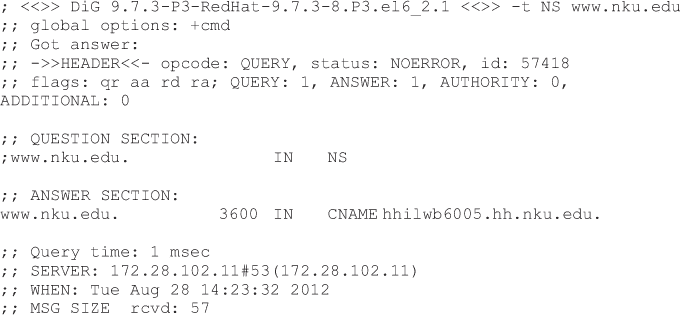 ; <<>> DiG 9.7.3-P3-RedHat-9.7.3-8.P3.el6_2.1 <<>> -t NS www.nku.edu
;; global options: +cmd
;; Got answer:
;; ->>HEADER<<- opcode: QUERY, status: NOERROR, id: 57418
;; flags: qr aa rd ra; QUERY: 1, ANSWER: 1, AUTHORITY: 0,
ADDITIONAL: 0
;; QUESTION SECTION:
;www.nku.edu. IN NS
;; ANSWER SECTION:
www.nku.edu. 3600 IN CNAME hhilwb6005.hh.nku.edu.
;; Query time: 1 msec
;; SERVER: 172.28.102.11#53(172.28.102.11)
;; WHEN: Tue Aug 28 14:23:32 2012
;; MSG SIZE rcvd: 57